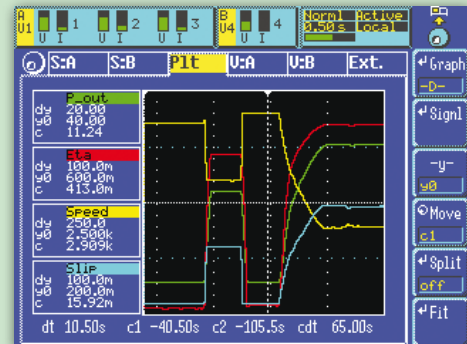 A
U1
U I 1
U I 2
U I 3
B
U4
U I 4
Norml Active
0.50 s Local
S:A S:B Plt U:A U:B Ext.
P_out
dy 20.00
y0 40.00
c 11.24
Eta
dy 100.0m
y0 600.0m
c 413.0m
Speed
dy 250.0
y0 2.500k
c 2.909k
Slip
dy 100.0m
y0 200.0m
c 15.92m
dt 10.50s c1 -40.50s c2 -105.5s cdt 65.00s
Graph
-D-
Signl
-y-
y0
Move
c1
Split
off
Fit